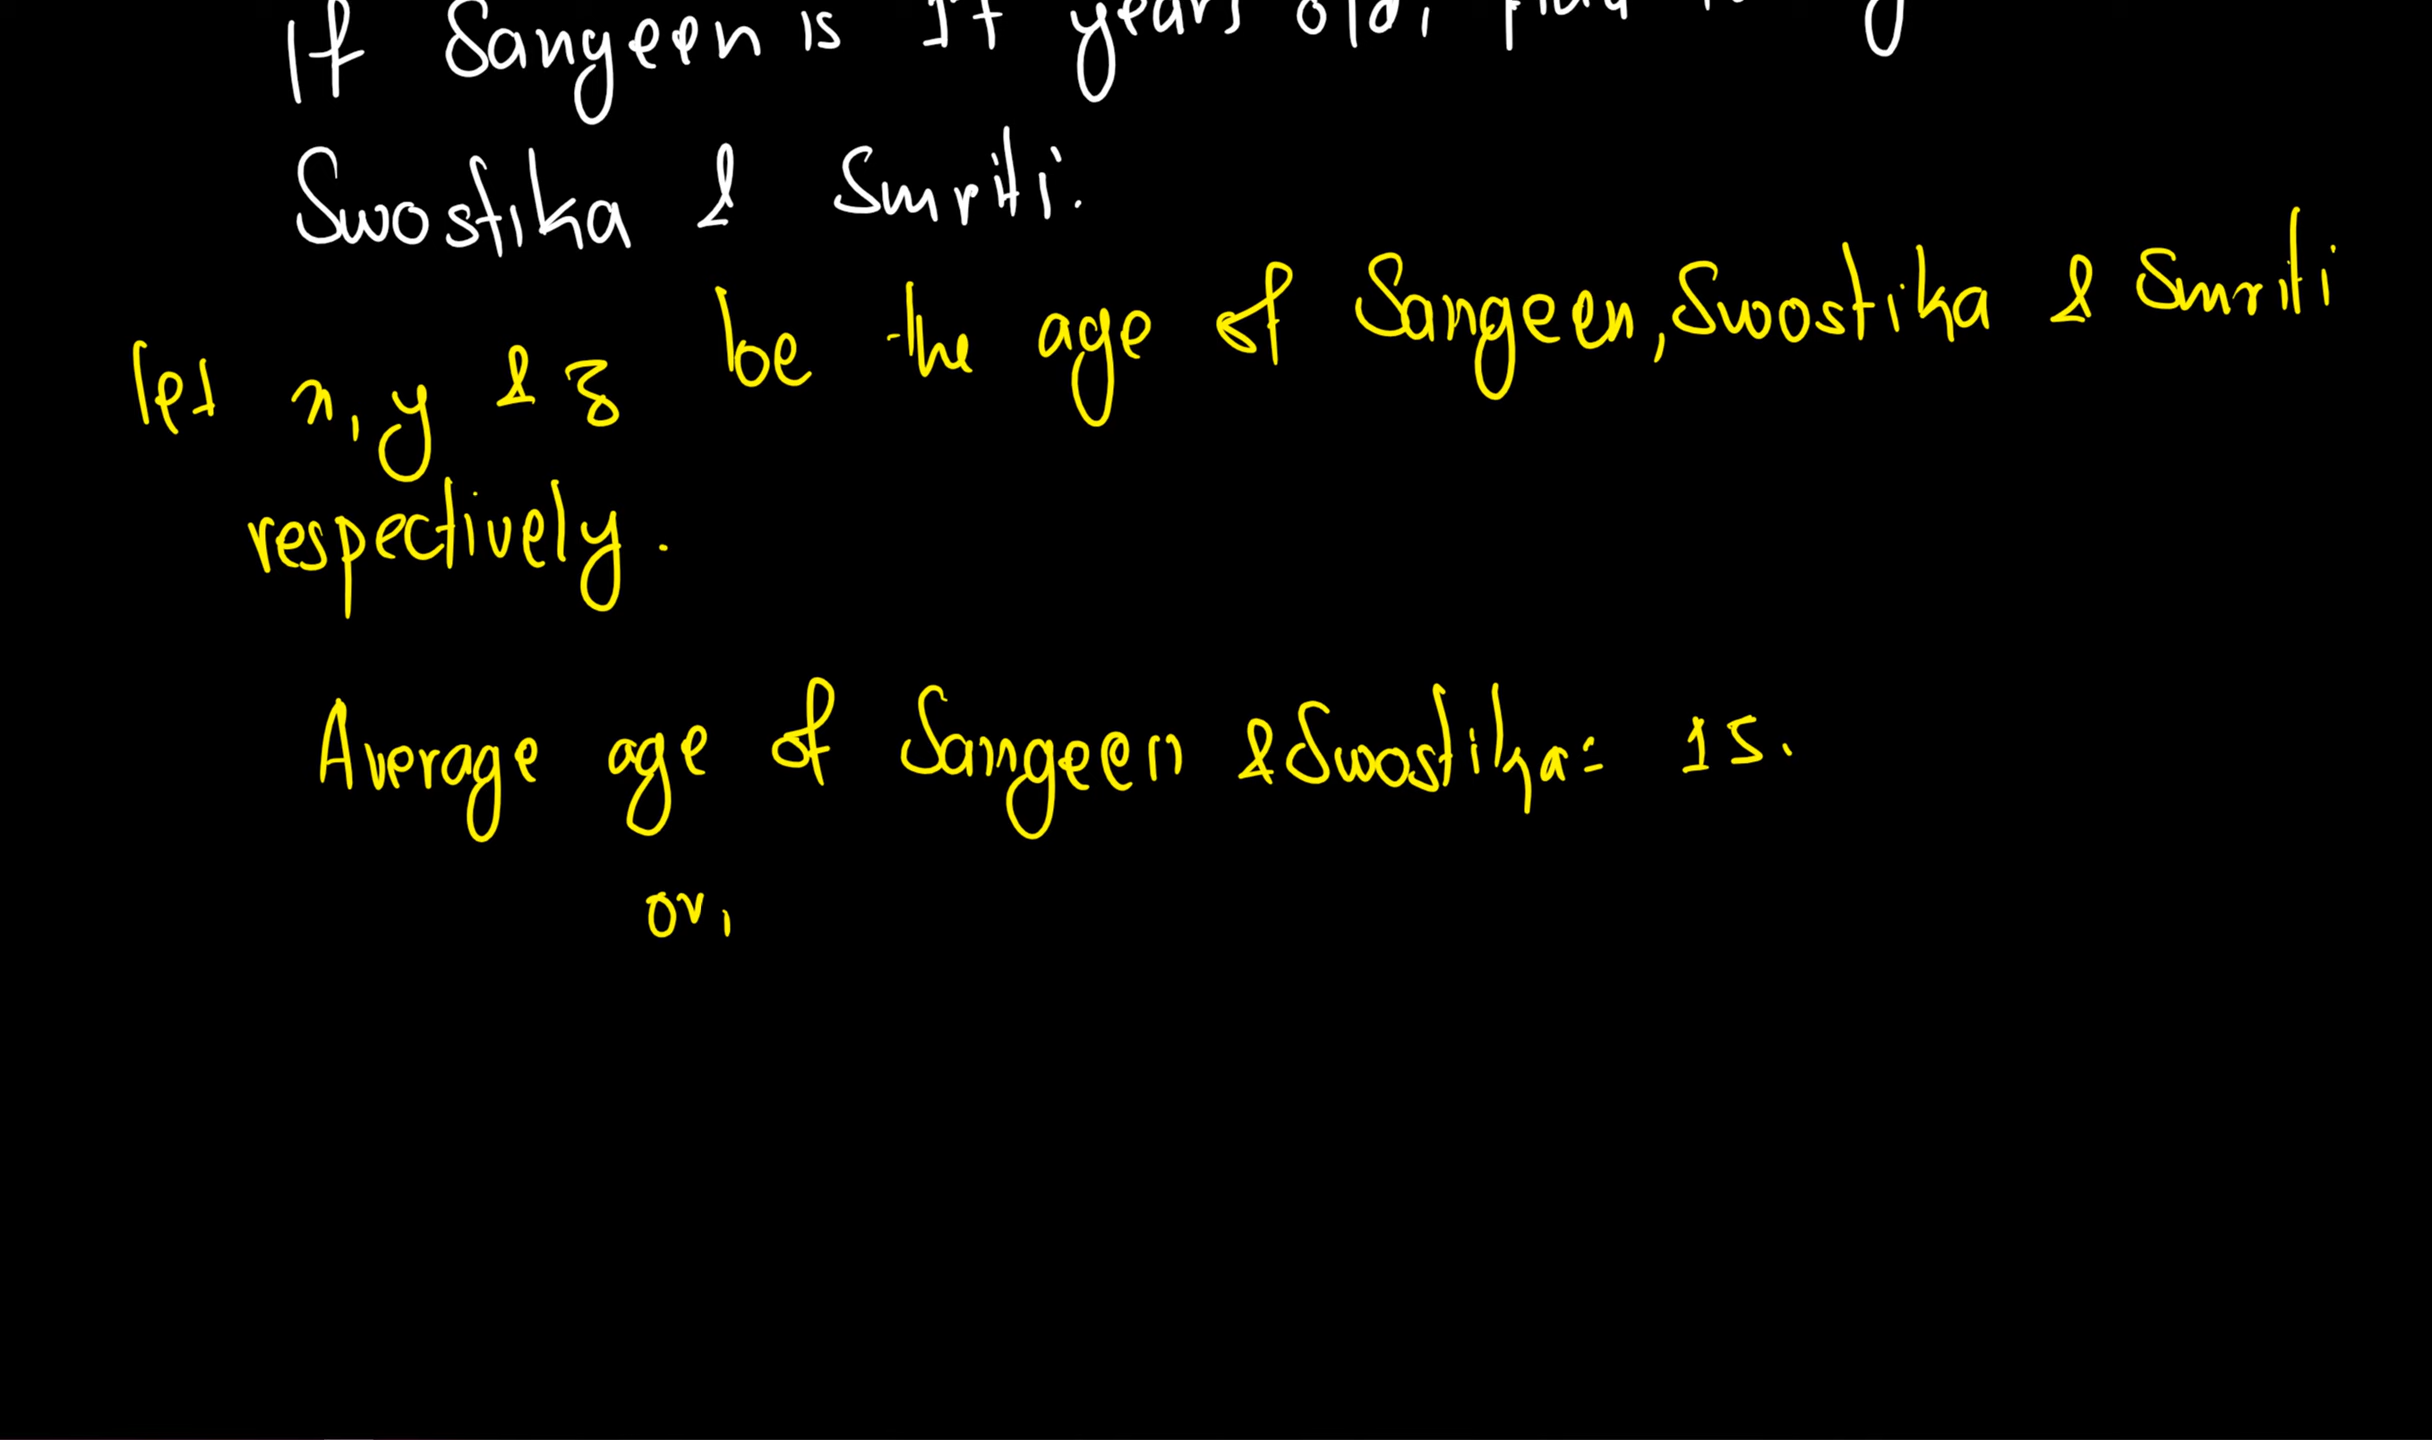 If Sangeen is 17 years old,
Swostika & Smriti.
let x, y & z be the age of Sangeen, Swostika & Smriti
respectively.
Average age of Sangeen & Swostika = 15.
or,